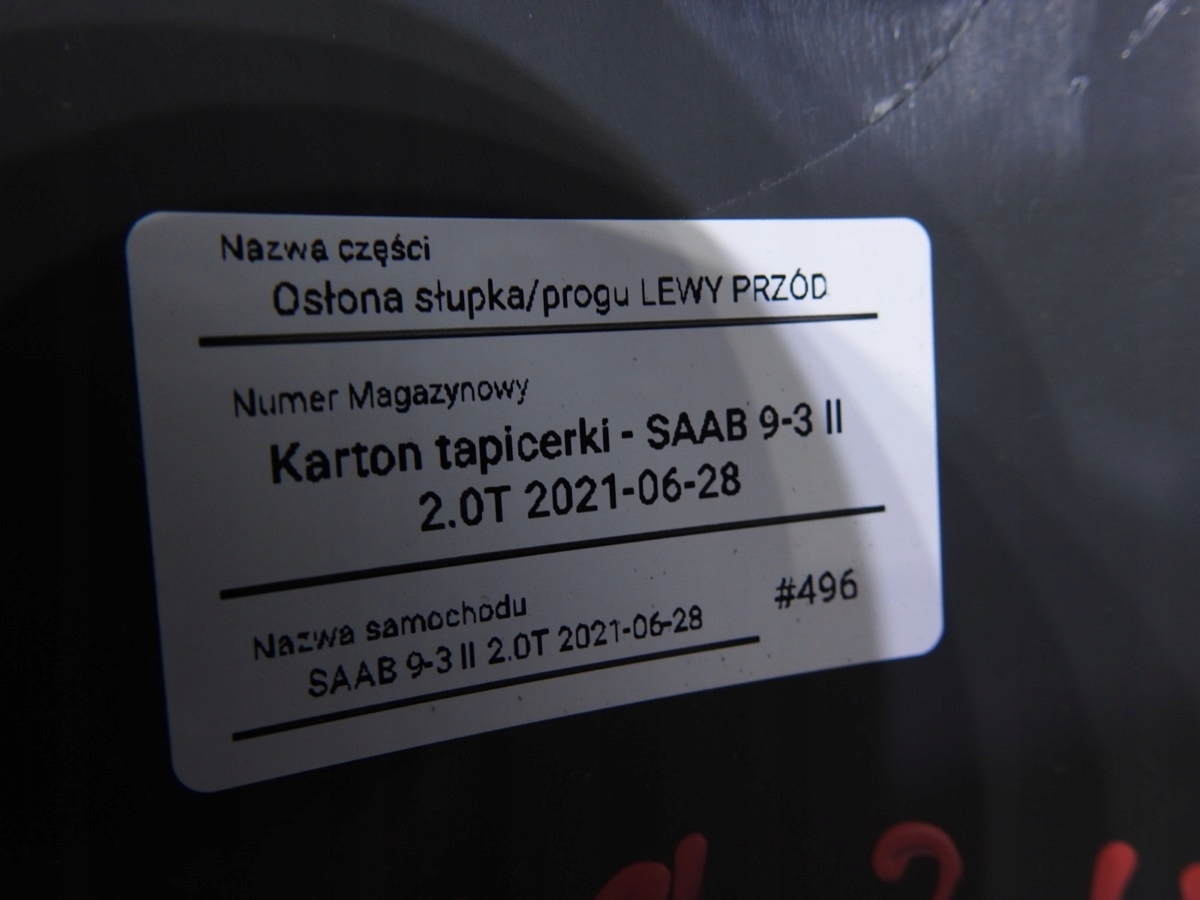 Nazwa części
Osłona słupka/progu LEWY PRZÓD
Numer Magazynowy
Karton tapicerki - SAAB 9-3 II
2.0T 2021-06-28
Nazwa samochodu
SAAB 9-3 II 2.0T 2021-06-28
#496